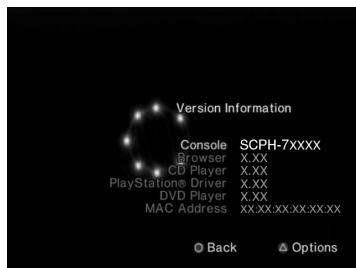 Version Information
Console SCPH-7XXXX
Browser X.XX
CD Player X.XX
PlayStation® Driver X.XX
DVD Player X.XX
MAC Address XX:XX:XX:XX:XX:XX
Back Options